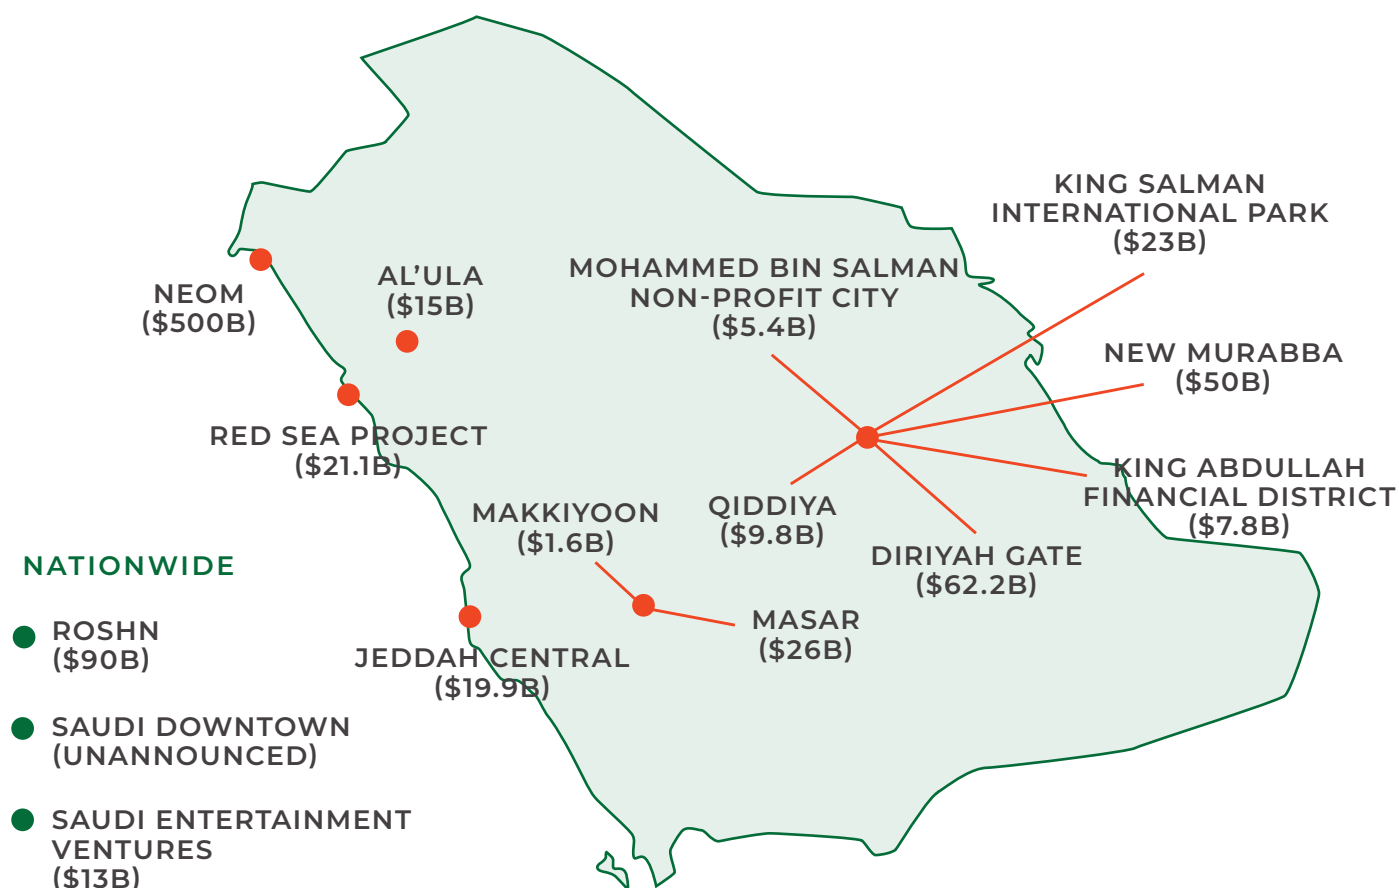 KING SALMAN
INTERNATIONAL PARK
($23B)
MOHAMMED BIN SALMAN
NON-PROFIT CITY
($5.4B)
AL’ULA
($15B)
NEOM
($500B)
NEW MURABBA
($50B)
RED SEA PROJECT
($21.1B)
KING ABDULLAH
FINANCIAL DISTRICT
($7.8B)
QIDDIYA
($9.8B)
MAKKIYOON
($1.6B)
DIRIYAH GATE
($62.2B)
MASAR
($26B)
JEDDAH CENTRAL
($19.9B)
NATIONWIDE
ROSHN
($90B)
SAUDI DOWNTOWN
(UNANNOUNCED)
SAUDI ENTERTAINMENT
VENTURES
($13B)